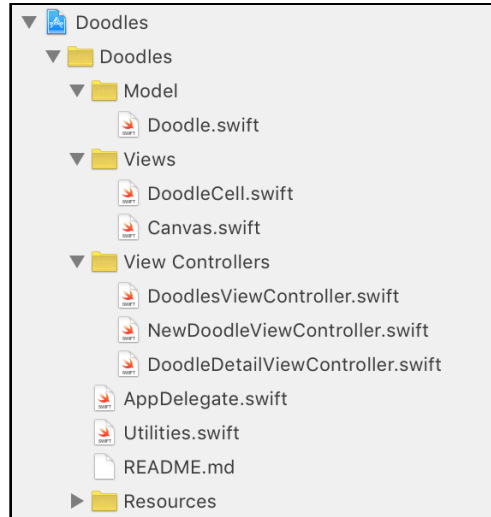 Doodles
Doodles
Model
Doodle.swift
Views
DoodleCell.swift
Canvas.swift
View Controllers
DoodlesViewController.swift
NewDoodleViewController.swift
DoodleDetailViewController.swift
AppDelegate.swift
Utilities.swift
README.md
Resources